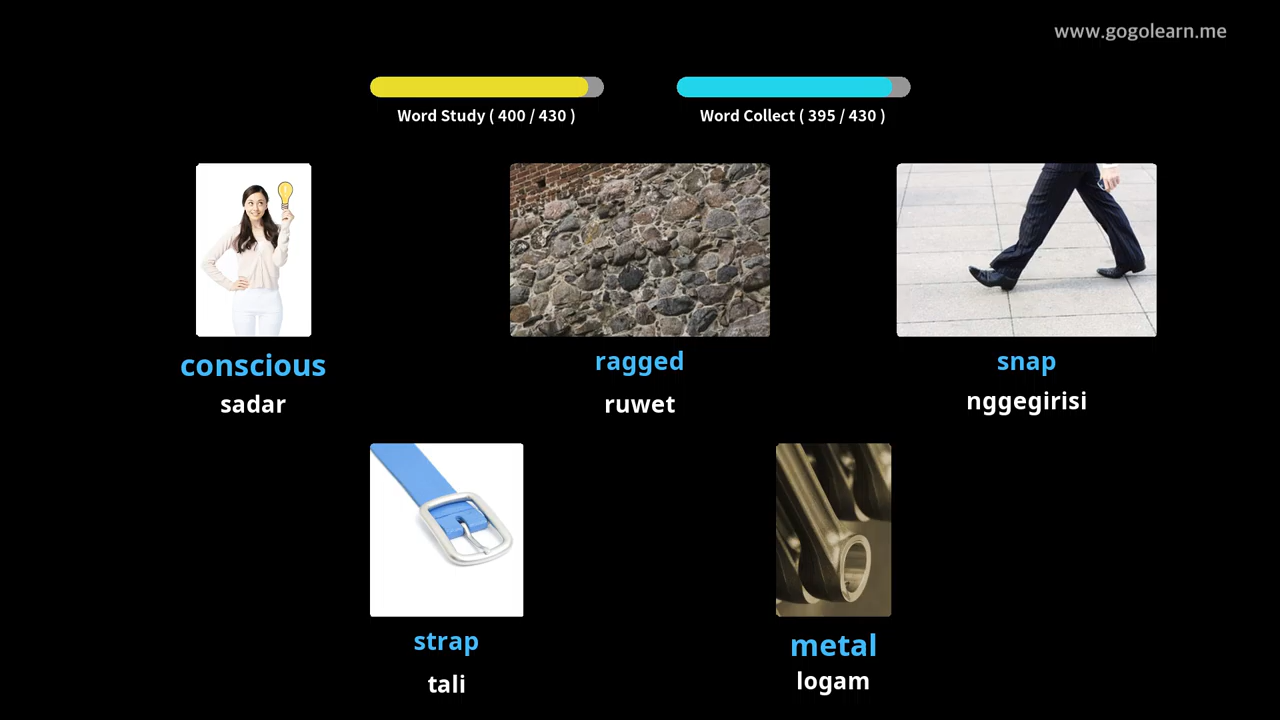 www.gogolearn.me
Word Study ( 400 / 430 )
Word Collect ( 395 / 430 )
conscious
sadar
ragged
ruwet
snap
nggegirisi
strap
tali
metal
logam